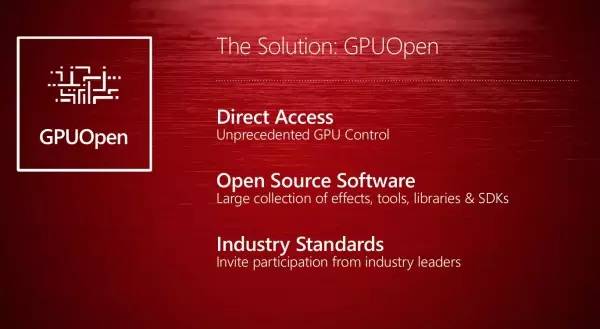 GPUOpen
The Solution: GPUOpen
Direct Access
Unprecedented GPU Control
Open Source Software
Large collection of effects, tools, libraries & SDKs
Industry Standards
Invite participation from industry leaders